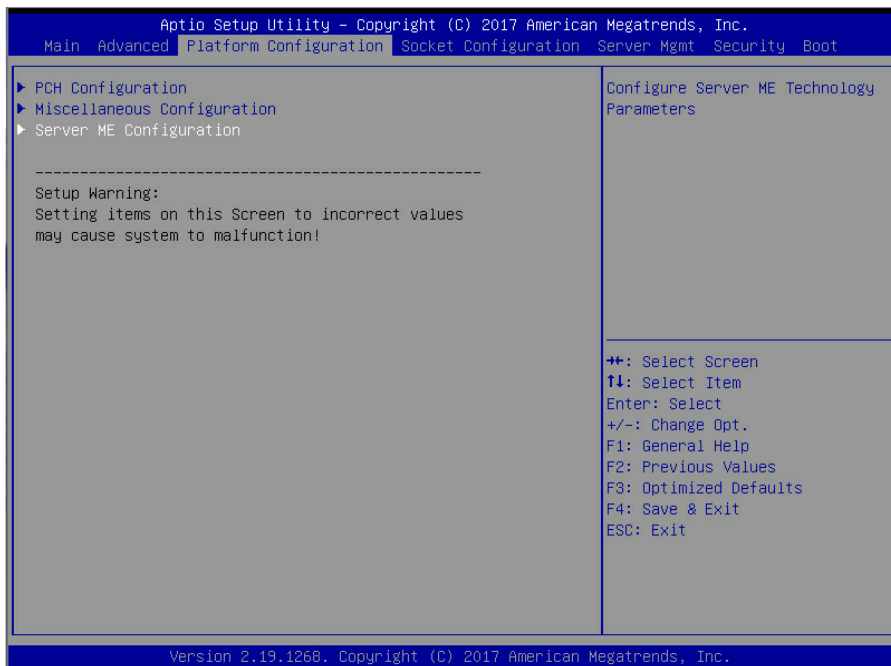 Aptio Setup Utility – Copyright (C) 2017 American Megatrends, Inc.
Main Advanced Platform Configuration Socket Configuration Server Mgmt Security Boot
▶ PCH Configuration
▶ Miscellaneous Configuration
▶ Server ME Configuration
------------------------------------------------
Setup Warning:
Setting items on this Screen to incorrect values
may cause system to malfunction!
Configure Server ME Technology
Parameters
→←: Select Screen
↑↓: Select Item
Enter: Select
+/-: Change Opt.
F1: General Help
F2: Previous Values
F3: Optimized Defaults
F4: Save & Exit
ESC: Exit
Version 2.19.1268. Copyright (C) 2017 American Megatrends, Inc.